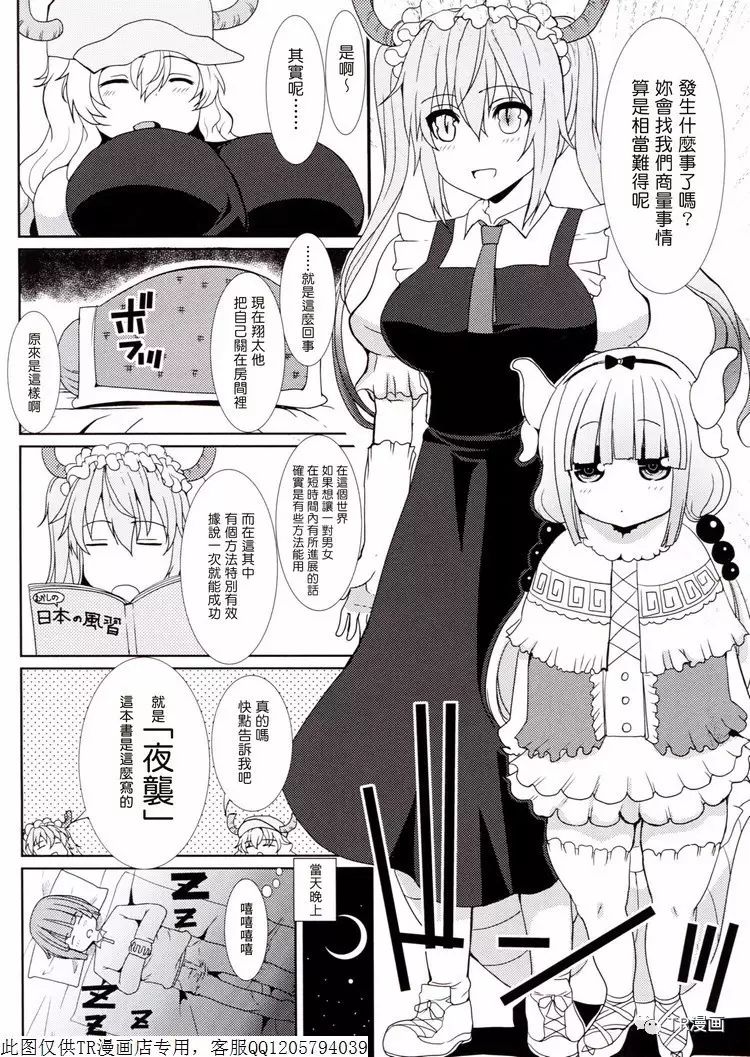 發生什麼事了嗎?
妳會找我們商量事情
算是相當難得呢
是啊~
其實呢……
……就是這麼回事
現在翔太他
把自己關在房間裡
ボフッ
原來是這樣啊
在這個世界
如果想讓一對男女
在短時間內有所進展的話
確實是有些方法能用
而在這其中
有個方法特別有效
據說一次就能成功
むかしの
日本の風習
真的嗎
快點告訴我吧
就是
「夜襲」
這本書是這麼寫的
當天晚上
嘻嘻嘻嘻
Z
Z
Z
Z
TR漫画
此图仅供TR漫画店专用，客服QQ1205794039